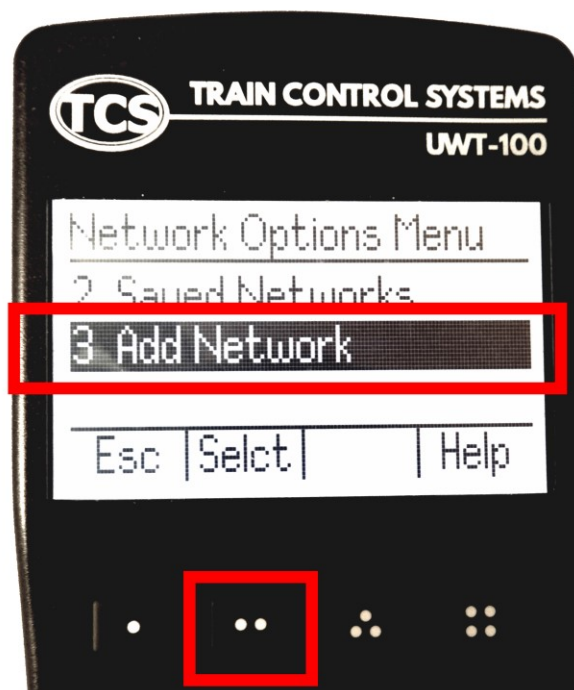 TCS TRAIN CONTROL SYSTEMS
UWT-100
Network Options Menu
2 Saved Networks
3 Add Network
Esc Selct Help